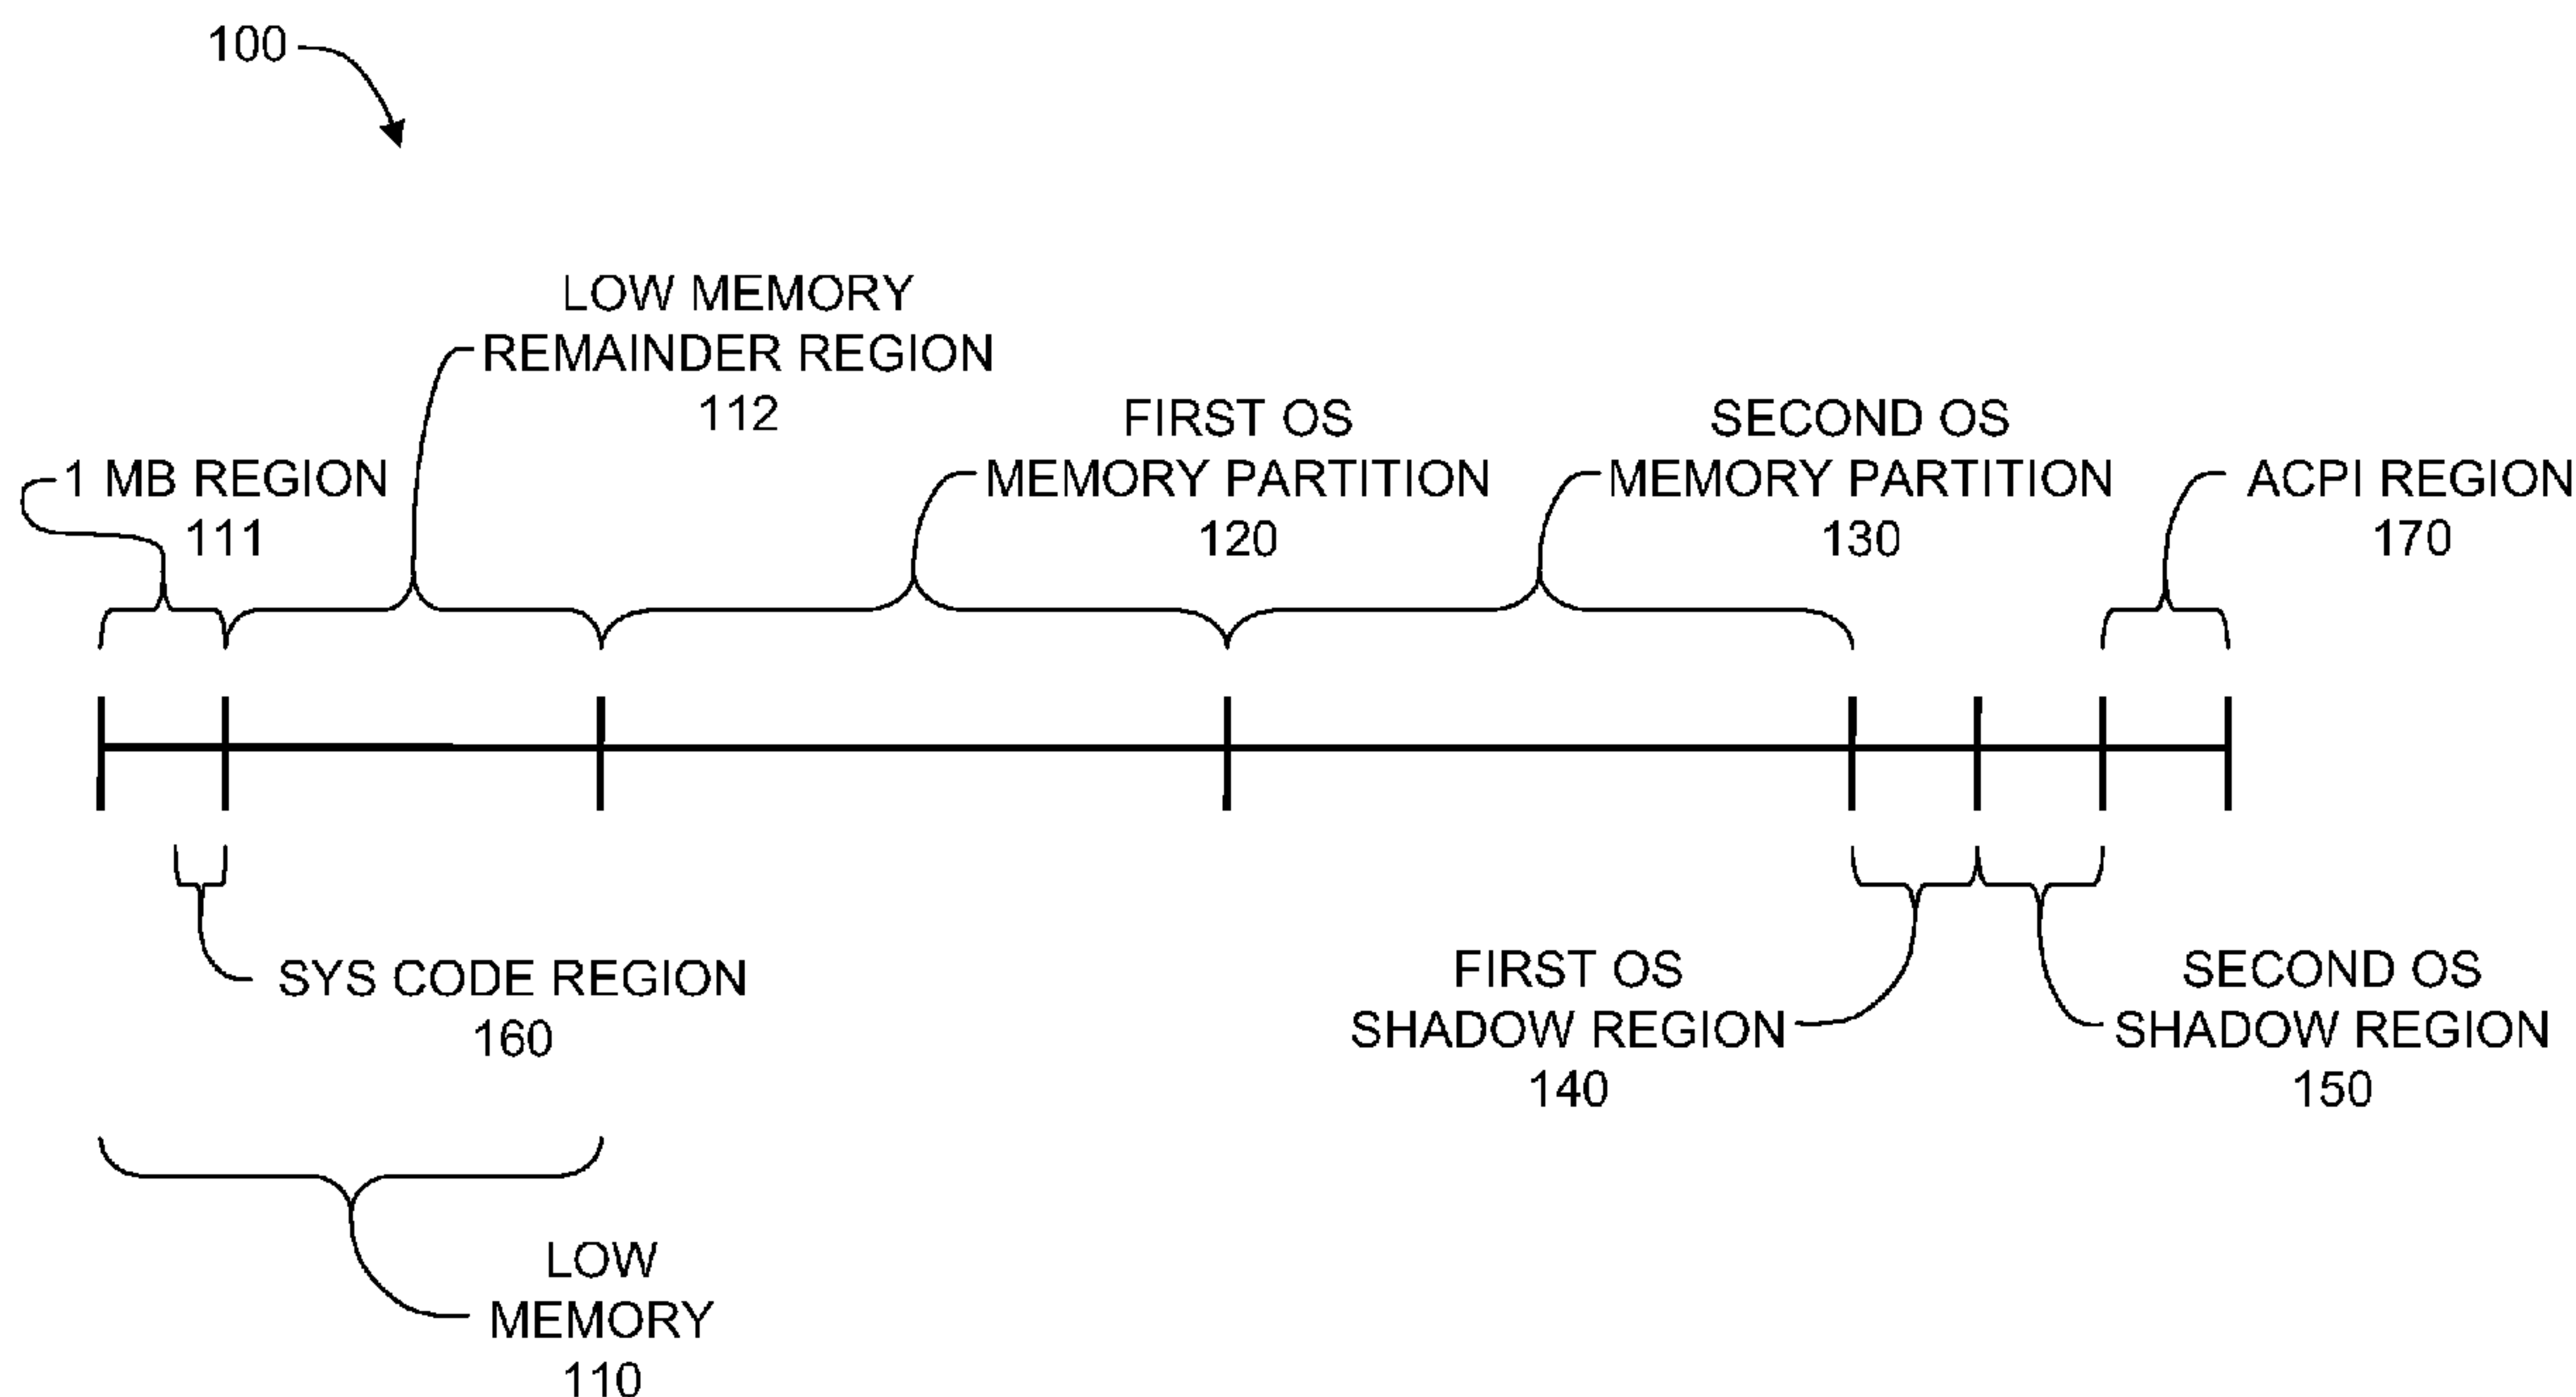 100
LOW MEMORY
REMAINDER REGION
112
1 MB REGION
111
FIRST OS
MEMORY PARTITION
120
SECOND OS
MEMORY PARTITION
130
ACPI REGION
170
SYS CODE REGION
160
FIRST OS
SHADOW REGION
140
SECOND OS
SHADOW REGION
150
LOW
MEMORY
110